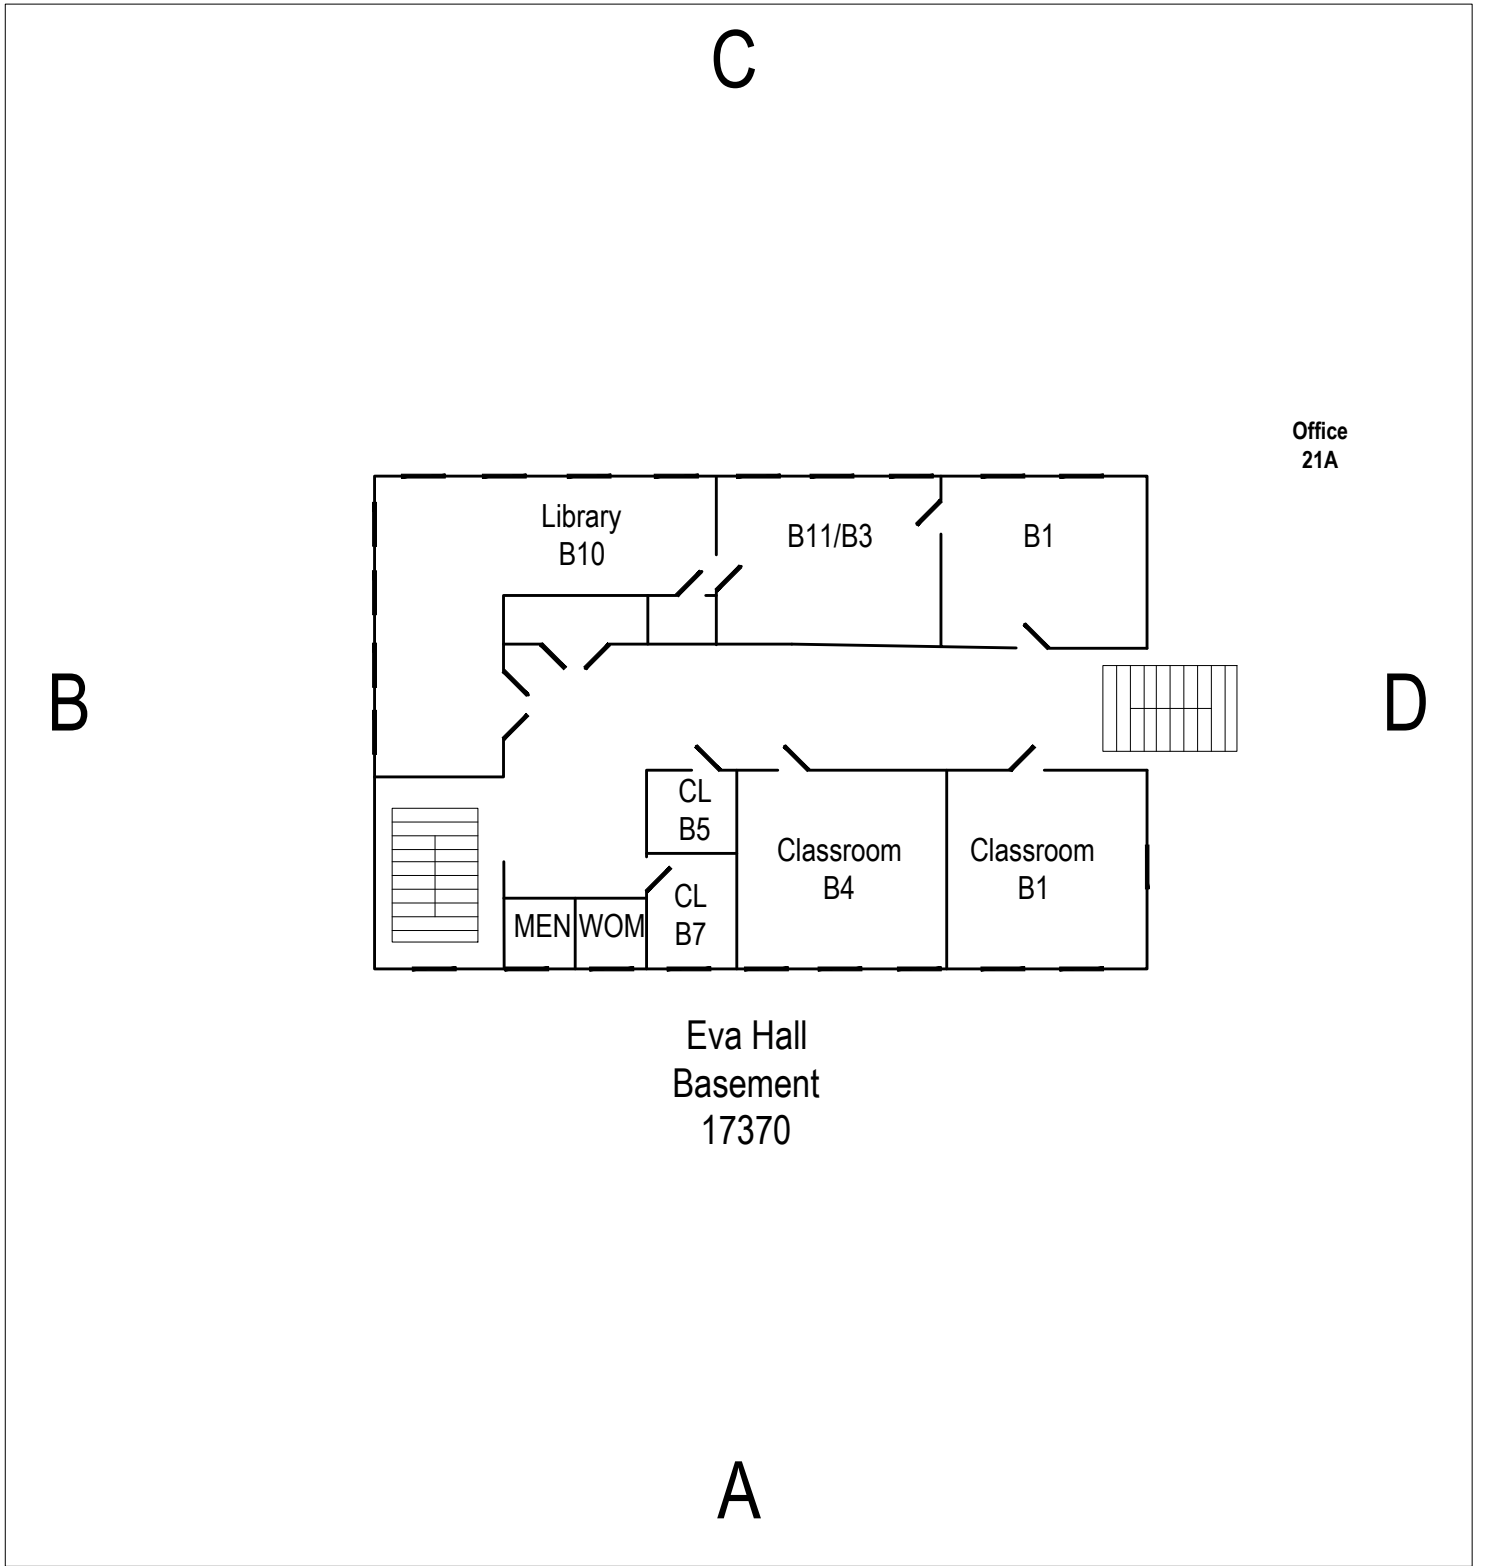 C
Office
21A
Library
B10
B11/B3
B1
B
D
CL
B5
Classroom
B4
Classroom
B1
CL
B7
MEN
WOM
Eva Hall
Basement
17370
A